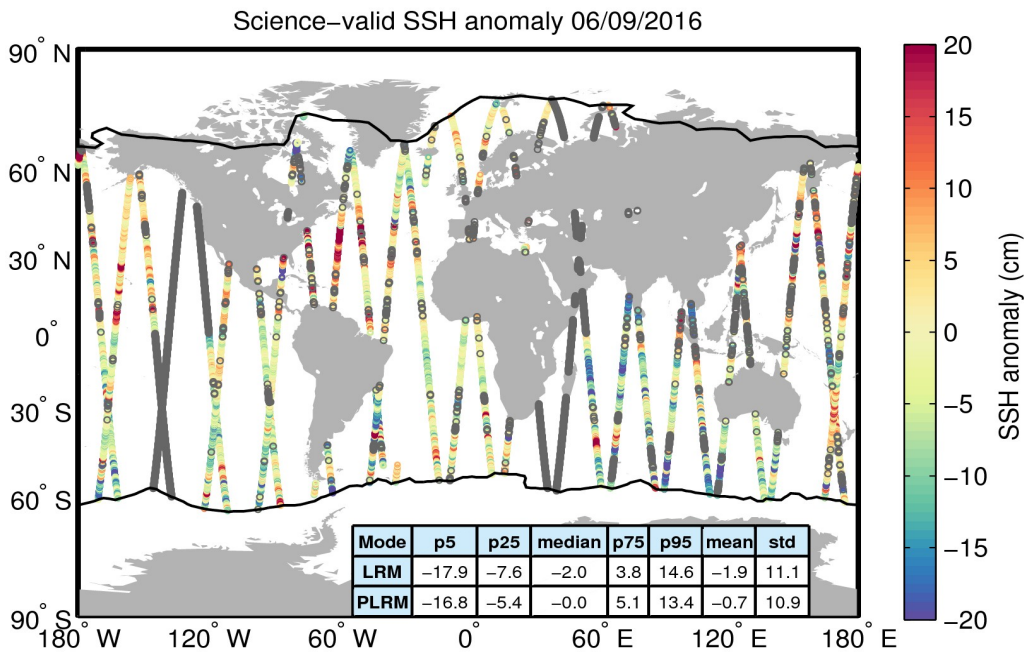 Science−valid SSH anomaly 06/09/2016
90° N
60° N
30° N
0°
30° S
60° S
90° S
180° W
120° W
60° W
0°
60° E
120° E
180° E
Mode p5 p25 median p75 p95 mean std
LRM −17.9 −7.6 −2.0 3.8 14.6 −1.9 11.1
PLRM −16.8 −5.4 −0.0 5.1 13.4 −0.7 10.9
20
15
10
5
0
−5
−10
−15
−20
SSH anomaly (cm)